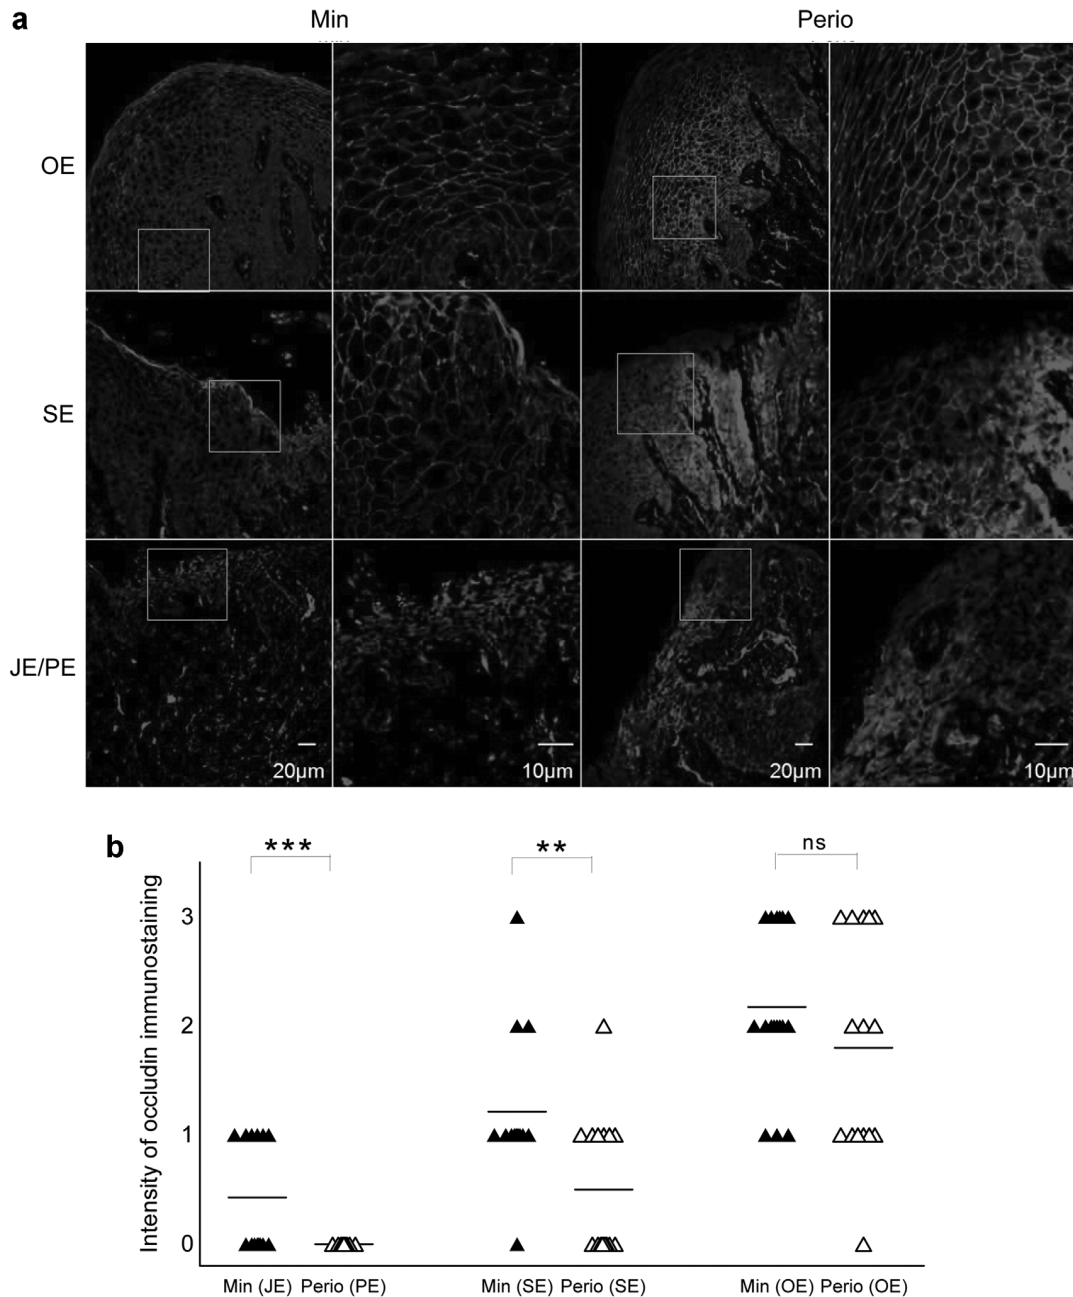 a
Min
Perio
OE
SE
JE/PE
20µm
10µm
20µm
10µm
b
*** ** ns
Intensity of occludin immunostaining
3
2
1
0
Min (JE) Perio (PE) Min (SE) Perio (SE) Min (OE) Perio (OE)